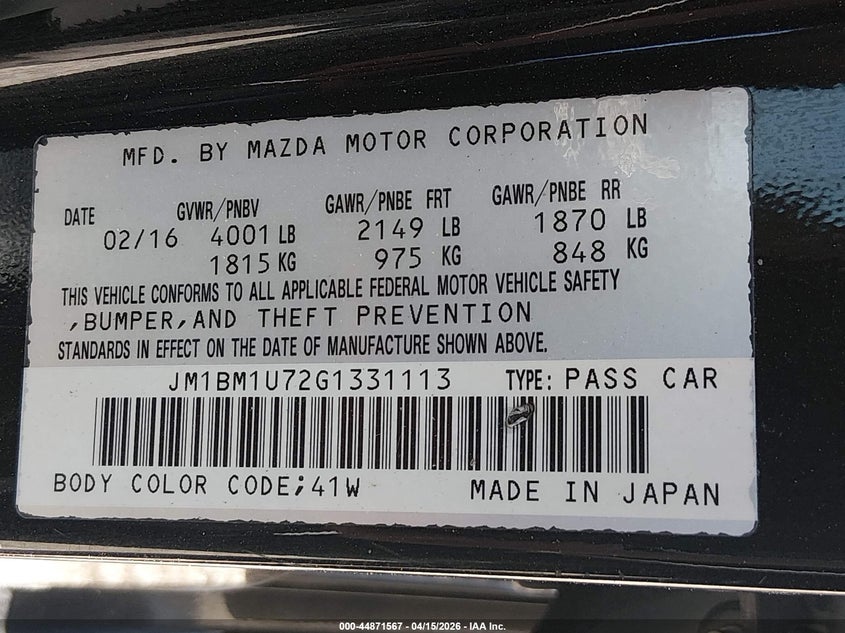 MFD. BY MAZDA MOTOR CORPORATION
DATE GVWR/PNBV GAWR/PNBE FRT GAWR/PNBE RR
02/16 4001 LB 2149 LB 1870 LB
1815 KG 975 KG 848 KG
THIS VEHICLE CONFORMS TO ALL APPLICABLE FEDERAL MOTOR VEHICLE SAFETY
,BUMPER,AND THEFT PREVENTION
STANDARDS IN EFFECT ON THE DATE OF MANUFACTURE SHOWN ABOVE.
JM1BM1U72G1331113 TYPE: PASS CAR
BODY COLOR CODE;41W MADE IN JAPAN
000-44871567 - 04/15/2026 - IAA Inc.